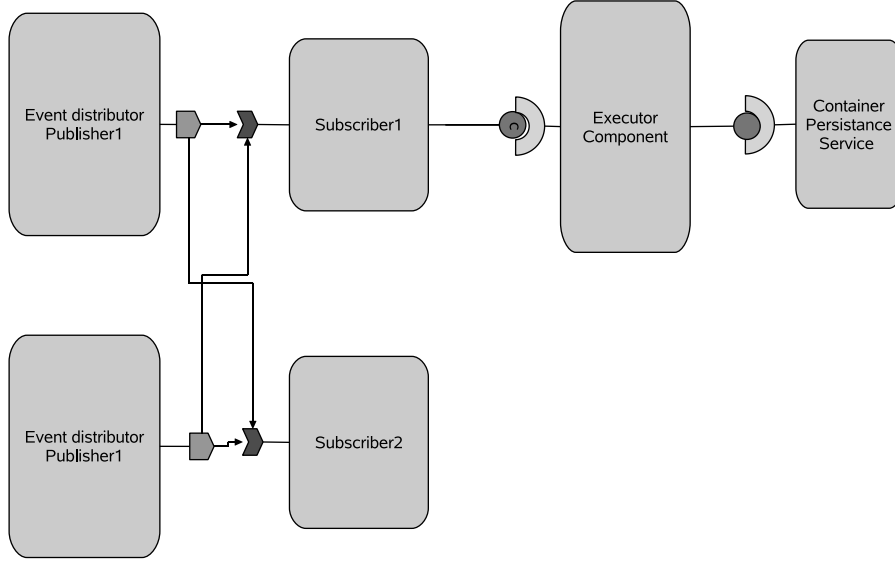 Event distributor
Publisher1
Subscriber1
C
Executor
Component
Container
Persistance
Service
Event distributor
Publisher1
Subscriber2